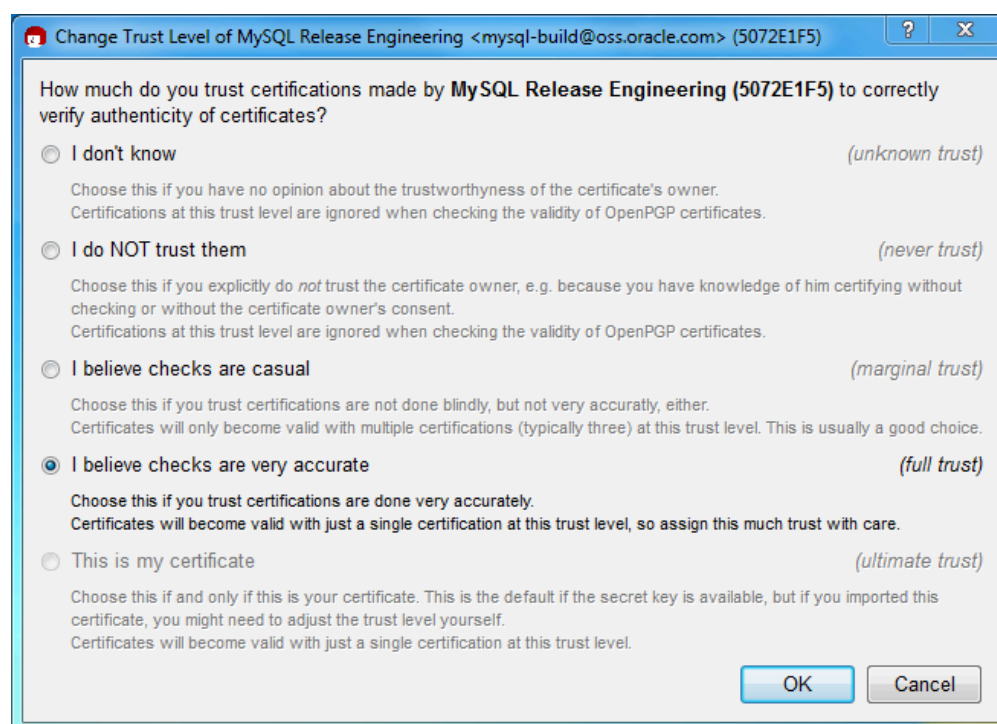 Change Trust Level of MySQL Release Engineering <mysql-build@oss.oracle.com> (5072E1F5)
How much do you trust certifications made by MySQL Release Engineering (5072E1F5) to correctly
verify authenticity of certificates?
I don't know (unknown trust)
Choose this if you have no opinion about the trustworthyness of the certificate's owner.
Certifications at this trust level are ignored when checking the validity of OpenPGP certificates.
I do NOT trust them (never trust)
Choose this if you explicitly do not trust the certificate owner, e.g. because you have knowledge of him certifying without
checking or without the certificate owner's consent.
Certifications at this trust level are ignored when checking the validity of OpenPGP certificates.
I believe checks are casual (marginal trust)
Choose this if you trust certifications are not done blindly, but not very accuratly, either.
Certificates will only become valid with multiple certifications (typically three) at this trust level. This is usually a good choice.
I believe checks are very accurate (full trust)
Choose this if you trust certifications are done very accurately.
Certificates will become valid with just a single certification at this trust level, so assign this much trust with care.
This is my certificate (ultimate trust)
Choose this if and only if this is your certificate. This is the default if the secret key is available, but if you imported this
certificate, you might need to adjust the trust level yourself.
Certificates will become valid with just a single certification at this trust level.
OK Cancel